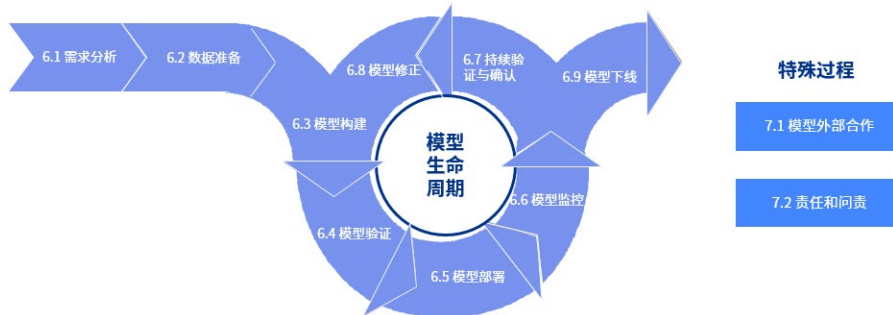 6.1 需求分析
6.2 数据准备
6.3 模型构建
6.4 模型验证
6.5 模型部署
6.6 模型监控
6.7 持续验
证与确认
6.8 模型修正
6.9 模型下线
模型
生命
周期
特殊过程
7.1 模型外部合作
7.2 责任和问责